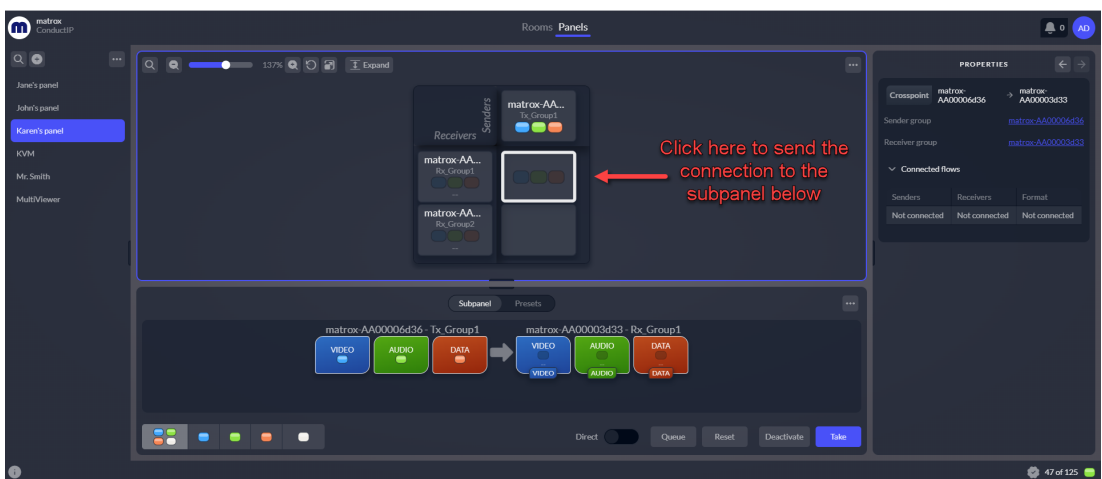 matrox
ConductIP
Rooms Panels
0 AD
Jane's panel
John's panel
Karen's panel
KVM
Mr. Smith
MultiViewer
137%
Expand
Senders
Receivers
matrox-AA...
Tx_Group1
matrox-AA...
Rx_Group1
...
matrox-AA...
Rx_Group2
...
Click here to send the
connection to the
subpanel below
Subpanel Presets
matrox-AA00006d36 - Tx_Group1
VIDEO AUDIO DATA
matrox-AA00003d33 - Rx_Group1
VIDEO AUDIO DATA
VIDEO AUDIO DATA
Direct Queue Reset Deactivate Take
PROPERTIES
Crosspoint matrox-AA00006d36 → matrox-AA00003d33
Sender group matrox-AA00006d36
Receiver group matrox-AA00003d33
Connected flows
Senders Receivers Format
Not connected Not connected Not connected
47 of 125